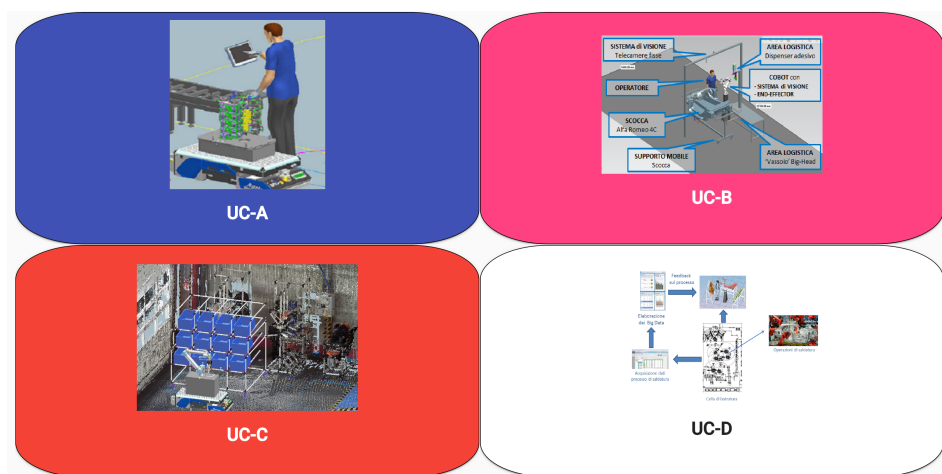 SISTEMA di VISIONE
Telecamere fisse
AREA LOGISTICA
Dispenser adesivo
OPERATORE
COBOT con
- SISTEMA di VISIONE
- END-EFFECTOR
SCOCCA
Alfa Romeo 4C
SUPPORTO MOBILE
Scocca
AREA LOGISTICA
'Vassoio' Big-Head
UC-A
UC-B
Feedback
sul processo
Elaborazione
dei Big Data
Operazioni di saldatura
Acquisizione dati
processo di saldatura
Cella di lastratura
UC-C
UC-D